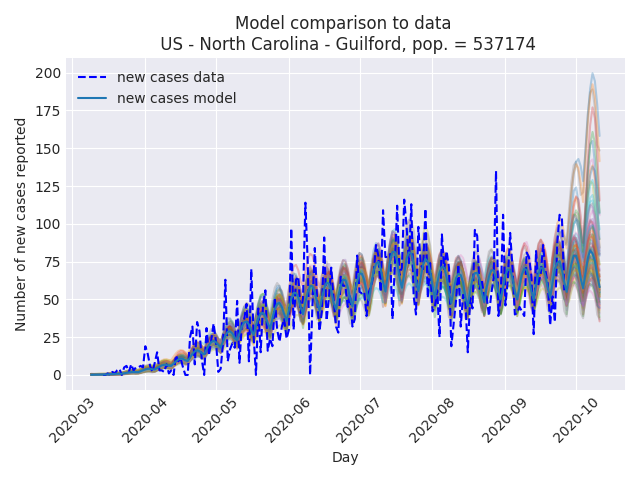 Model comparison to data
US - North Carolina - Guilford, pop. = 537174
new cases data
new cases model
Number of new cases reported
200
175
150
125
100
75
50
25
0
2020-03
2020-04
2020-05
2020-06
2020-07
2020-08
2020-09
2020-10
Day